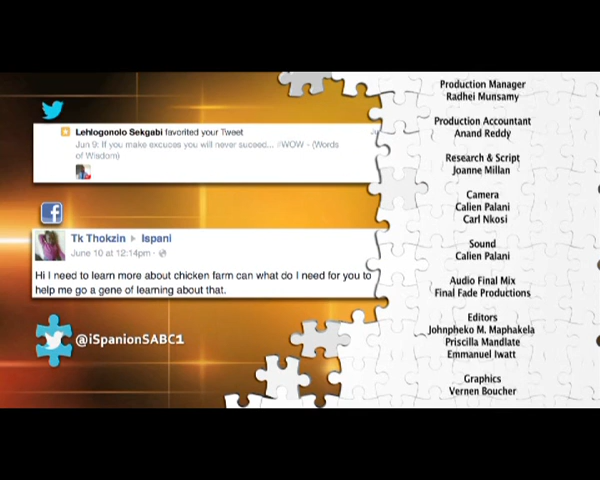 Lehlogonolo Sekgabi favorited your Tweet
Jun 9: If you make excuses you will never suceed... #WOW - (Words
of Wisdom)
Tk Thokzin ▸ Ispani
June 10 at 12:14pm ·
Hi I need to learn more about chicken farm can what do I need for you to
help me go a gene of learning about that.
@iSpanionSABC1
Production Manager
Radhei Munsamy
Production Accountant
Anand Reddy
Research & Script
Joanne Millan
Camera
Calien Palani
Carl Nkosi
Sound
Calien Palani
Audio Final Mix
Final Fade Productions
Editors
Johnpheko M. Maphakela
Priscilla Mandlate
Emmanuel Iwatt
Graphics
Vernen Boucher